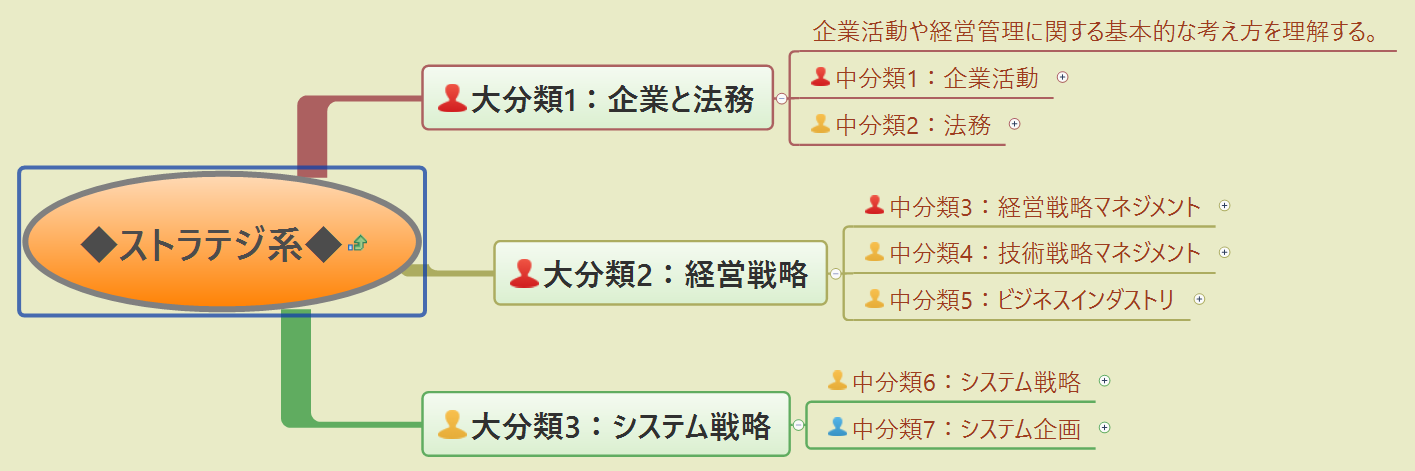 ◆ストラテジ系◆
大分類1：企業と法務
企業活動や経営管理に関する基本的な考え方を理解する。
中分類1：企業活動
中分類2：法務
大分類2：経営戦略
中分類3：経営戦略マネジメント
中分類4：技術戦略マネジメント
中分類5：ビジネスインダストリ
大分類3：システム戦略
中分類6：システム戦略
中分類7：システム企画